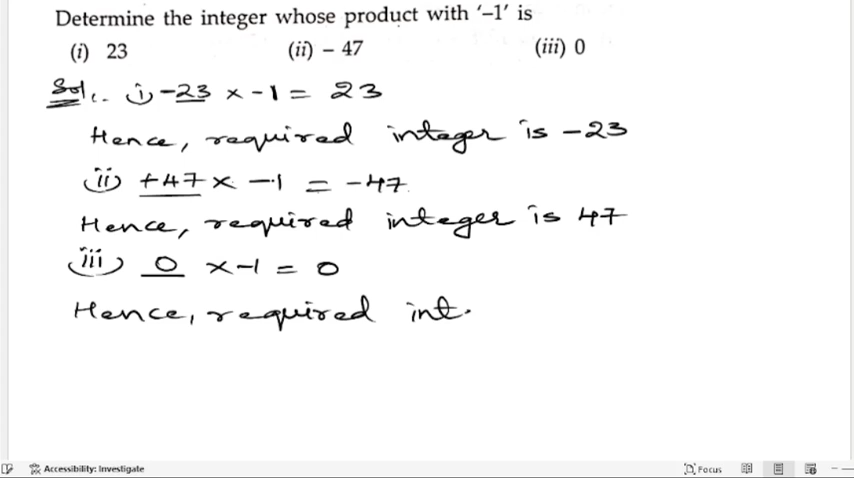 Determine the integer whose product with ‘–1’ is
(i) 23 (ii) – 47 (iii) 0
Sol:. i) -23 × -1 = 23
Hence, required integer is -23
(ii) +47 × -1 = -47
Hence, required integer is 47
(iii) 0 × -1 = 0
Hence, required int.
Accessibility: Investigate Focus